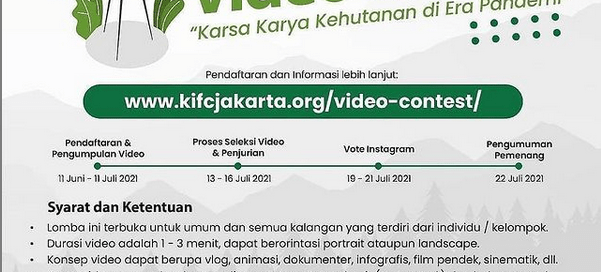 "Karsa Karya Kehutanan di Era Pandemi
Pendaftaran dan Informasi lebih lanjut:
www.kifcjakarta.org/video-contest/
Pendaftaran &
Pengumpulan Video
11 Juni - 11 Juli 2021
Proses Seleksi Video
& Penjurian
13 - 16 Juli 2021
Vote Instagram
19 - 21 Juli 2021
Pengumuman
Pemenang
22 Juli 2021
Syarat dan Ketentuan
• Lomba ini terbuka untuk umum dan semua kalangan yang terdiri dari individu / kelompok.
• Durasi video adalah 1 - 3 menit, dapat berorintasi portrait ataupun landscape.
• Konsep video dapat berupa vlog, animasi, dokumenter, infografis, film pendek, sinematik, dll.